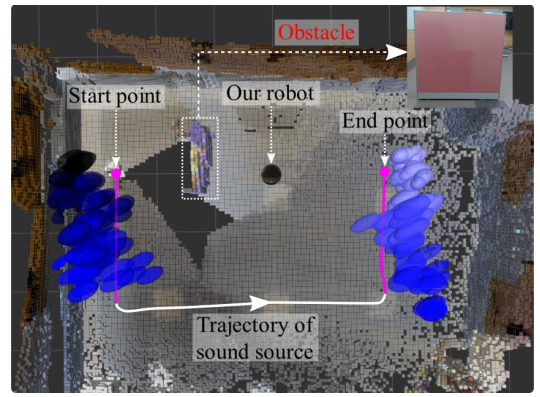 Obstacle
Start point
Our robot
End point
Trajectory of
sound source